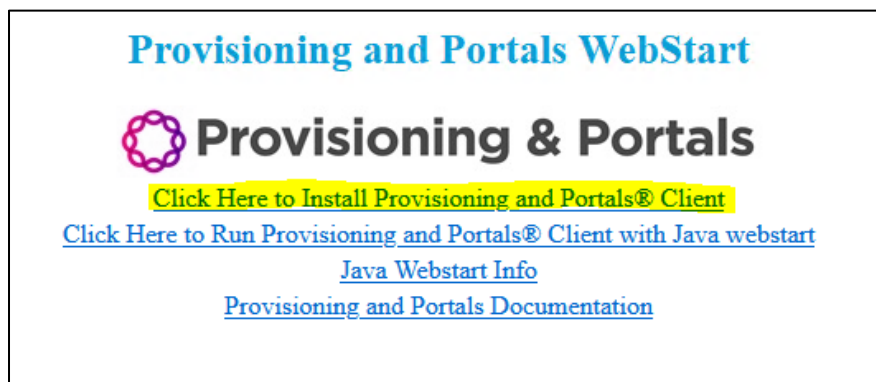 Provisioning and Portals WebStart
Provisioning & Portals
Click Here to Install Provisioning and Portals® Client
Click Here to Run Provisioning and Portals® Client with Java webstart
Java Webstart Info
Provisioning and Portals Documentation